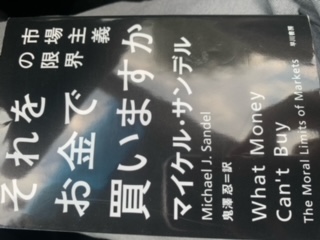 それを
お金で
買いますか
市場主義
の限界
マイケル・サンデル
Michael J. Sandel
鬼澤 忍=訳
What Money
Can't Buy
The Moral Limits of Markets
早川書房